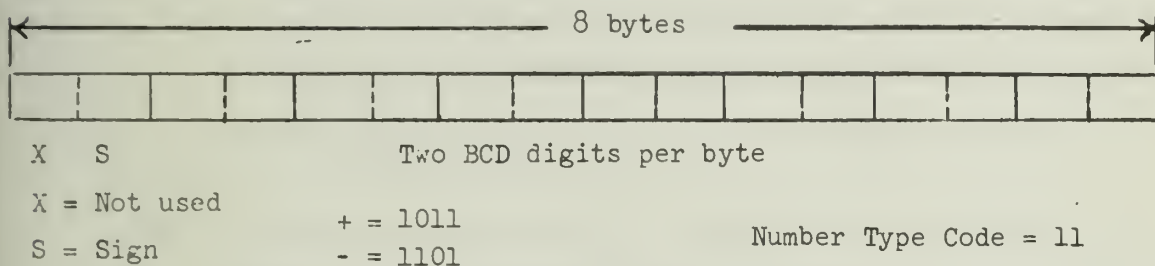 8 bytes
X S Two BCD digits per byte
X = Not used
+ = 1011
S = Sign
- = 1101
Number Type Code = 11